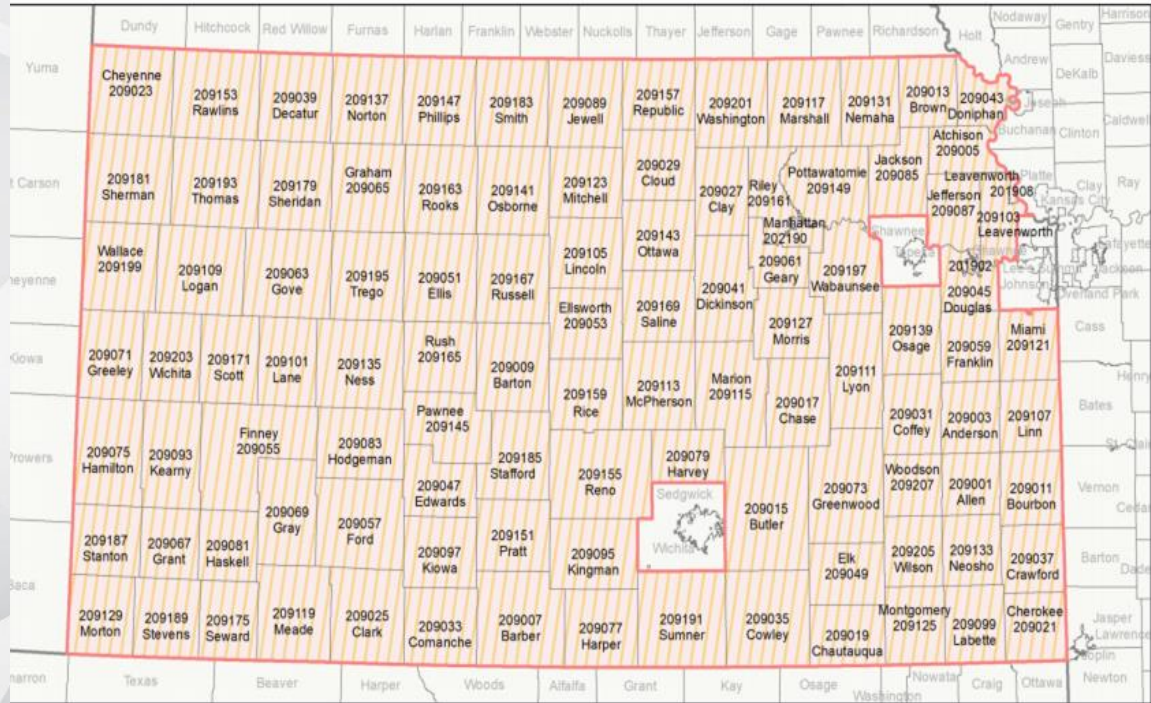 Dundy
Hitchcock
Red Willow
Furnas
Harlan
Franklin
Webster
Nuckolls
Thayer
Jefferson
Gage
Pawnee
Richardson
Holt
Nodaway
Gentry
Harrison
Andrew
DeKalb
Daviess
Yuma
Cheyenne
209023
209153
Rawlins
209039
Decatur
209137
Norton
209147
Phillips
209183
Smith
209089
Jewell
209157
Republic
209201
Washington
209117
Marshall
209131
Nemaha
209013
Brown
209043
Doniphan
Joseph
Buchanan
Clinton
Caldwell
Atchison
209005
t Carson
209181
Sherman
209193
Thomas
209179
Sheridan
Graham
209065
209163
Rooks
209141
Osborne
209123
Mitchell
209029
Cloud
209027
Clay
Riley
209161
Pottawatomie
209149
Jackson
209085
Leavenworth
201908
Platte
Clay
Ray
Kansas City
Jefferson
209087
209103
Leavenworth
Manhattan
202190
Shawnee
Topeka
Shawnee
Lafayette
heyenne
Wallace
209199
209109
Logan
209063
Gove
209195
Trego
209051
Ellis
209167
Russell
209105
Lincoln
209143
Ottawa
209061
Geary
209041
Dickinson
209197
Wabaunsee
201902
Lee's Summit
Jackson
Johnson
Overland Park
209045
Douglas
Ellsworth
209053
209169
Saline
209127
Morris
209139
Osage
209059
Franklin
Miami
209121
Cass
Kiowa
209071
Greeley
209203
Wichita
209171
Scott
209101
Lane
209135
Ness
Rush
209165
209009
Barton
209159
Rice
209113
McPherson
Marion
209115
209017
Chase
209111
Lyon
209031
Coffey
209003
Anderson
209107
Linn
Henry
Bates
St. Clair
Prowers
209075
Hamilton
209093
Kearny
Finney
209055
209083
Hodgeman
Pawnee
209145
209047
Edwards
209185
Stafford
209155
Reno
209079
Harvey
Sedgwick
Wichita
209015
Butler
209073
Greenwood
Woodson
209207
209001
Allen
209011
Bourbon
Vernon
Cedar
209187
Stanton
209067
Grant
209081
Haskell
209069
Gray
209057
Ford
209097
Kiowa
209151
Pratt
209095
Kingman
Elk
209049
209205
Wilson
209133
Neosho
209037
Crawford
Barton
Dade
Baca
209129
Morton
209189
Stevens
209175
Seward
209119
Meade
209025
Clark
209033
Comanche
209007
Barber
209077
Harper
209191
Sumner
209035
Cowley
209019
Chautauqua
Montgomery
209125
209099
Labette
Cherokee
209021
Jasper
Lawrence
Joplin
Newton
marron
Texas
Beaver
Harper
Woods
Alfalfa
Grant
Kay
Osage
Washington
Nowata
Craig
Ottawa